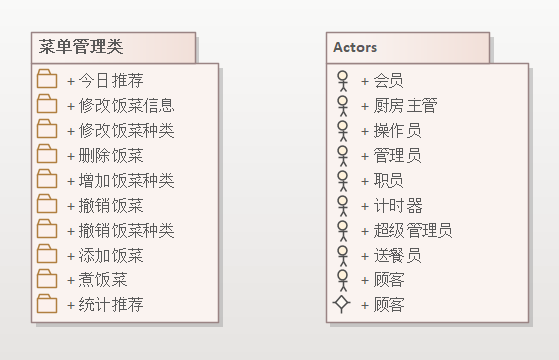 菜单管理类
+ 今日推荐
+ 修改饭菜信息
+ 修改饭菜种类
+ 删除饭菜
+ 增加饭菜种类
+ 撤销饭菜
+ 撤销饭菜种类
+ 添加饭菜
+ 煮饭菜
+ 统计推荐
Actors
+ 会员
+ 厨房主管
+ 操作员
+ 管理员
+ 职员
+ 计时器
+ 超级管理员
+ 送餐员
+ 顾客
+ 顾客